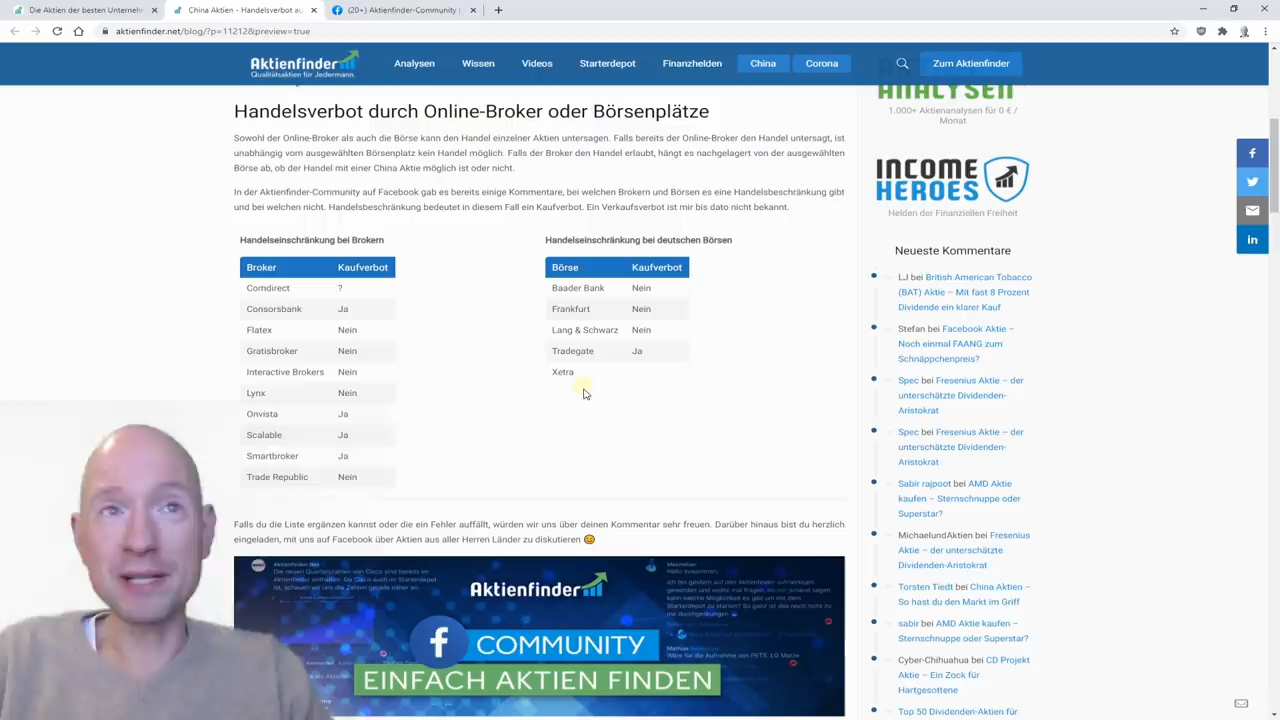 Die Aktien der besten Unterneh
China Aktien - Handelsverbot au
(20+) Aktienfinder-Community |
aktienfinder.net/blog/?p=11212&preview=true
Aktienfinder
Qualitätsaktien für Jedermann.
Analysen
Wissen
Videos
Starterdepot
Finanzhelden
China
Corona
Zum Aktienfinder
Handelsverbot durch Online-Broker oder Börsenplätze
Sowohl der Online-Broker als auch die Börse kann den Handel einzelner Aktien untersagen. Falls bereits der Online-Broker den Handel untersagt, ist
unabhängig vom ausgewählten Börsenplatz kein Handel möglich. Falls der Broker den Handel erlaubt, hängt es nachgelagert von der ausgewählten
Börse ab, ob der Handel mit einer China Aktie möglich ist oder nicht.
In der Aktienfinder-Community auf Facebook gab es bereits einige Kommentare, bei welchen Brokern und Börsen es eine Handelsbeschränkung gibt
und bei welchen nicht. Handelsbeschränkung bedeutet in diesem Fall ein Kaufverbot. Ein Verkaufsverbot ist mir bis dato nicht bekannt.
Handelseinschränkung bei Brokern
Broker Kaufverbot
Comdirect ?
Consorsbank Ja
Flatex Nein
Gratisbroker Nein
Interactive Brokers Nein
Lynx Nein
Onvista Ja
Scalable Ja
Smartbroker Ja
Trade Republic Nein
Handelseinschränkung bei deutschen Börsen
Börse Kaufverbot
Baader Bank Nein
Frankfurt Nein
Lang & Schwarz Nein
Tradegate Ja
Xetra
Falls du die Liste ergänzen kannst oder die ein Fehler auffällt, würden wir uns über deinen Kommentar sehr freuen. Darüber hinaus bist du herzlich
eingeladen, mit uns auf Facebook über Aktien aus aller Herren Länder zu diskutieren 😊
Aktienfinder
COMMUNITY
EINFACH AKTIEN FINDEN
ANALYSEN
1.000+ Aktienanalysen für 0 € /
Monat
INCOME
HEROES
Helden der Finanziellen Freiheit
Neueste Kommentare
LJ bei British American Tobacco
(BAT) Aktie – Mit fast 8 Prozent
Dividende ein klarer Kauf
Stefan bei Facebook Aktie –
Noch einmal FAANG zum
Schnäppchenpreis?
Spec bei Fresenius Aktie – der
unterschätzte Dividenden-
Aristokrat
Spec bei Fresenius Aktie – der
unterschätzte Dividenden-
Aristokrat
Sabir rajpoot bei AMD Aktie
kaufen – Sternschnuppe oder
Superstar?
MichaelundAktien bei Fresenius
Aktie – der unterschätzte
Dividenden-Aristokrat
Torsten Tiedt bei China Aktien –
So hast du den Markt im Griff
sabir bei AMD Aktie kaufen –
Sternschnuppe oder Superstar?
Cyber-Chihuahua bei CD Projekt
Aktie – Ein Zock für
Hartgesottene
Top 50 Dividenden-Aktien für